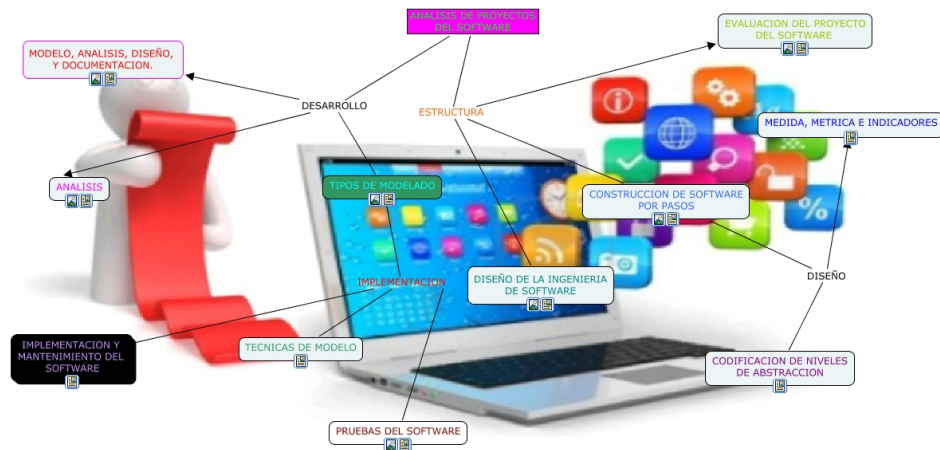 ANALISIS DE PROYECTOS
DEL SOFTWARE
EVALUACION DEL PROYECTO
DEL SOFTWARE
MODELO, ANALISIS, DISEÑO,
Y DOCUMENTACION.
DESARROLLO
ESTRUCTURA
MEDIDA, METRICA E INDICADORES
ANALISIS
TIPOS DE MODELADO
CONSTRUCCION DE SOFTWARE
POR PASOS
%
DISEÑO
IMPLEMENTACION
DISEÑO DE LA INGENIERIA
DE SOFTWARE
IMPLEMENTACION Y
MANTENIMIENTO DEL
SOFTWARE
TECNICAS DE MODELO
CODIFICACION DE NIVELES
DE ABSTRACCION
PRUEBAS DEL SOFTWARE